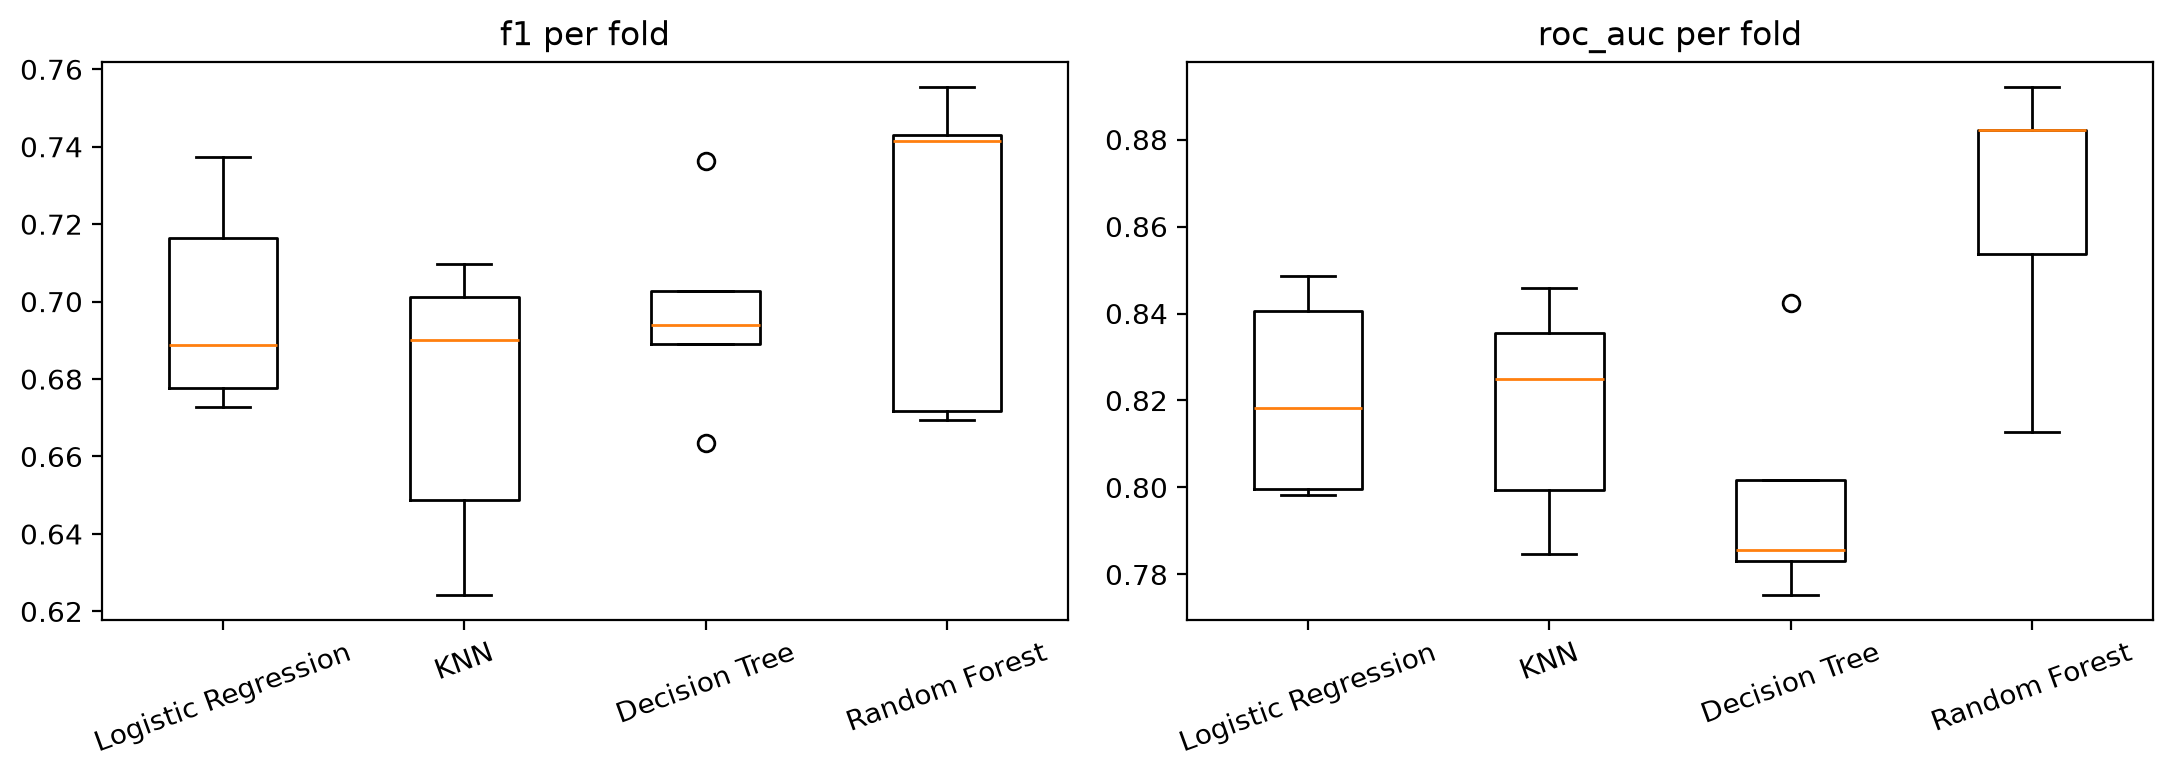 f1 per fold
0.76
0.74
0.72
0.70
0.68
0.66
0.64
0.62
Logistic Regression
KNN
Decision Tree
Random Forest
roc_auc per fold
0.88
0.86
0.84
0.82
0.80
0.78
Logistic Regression
KNN
Decision Tree
Random Forest